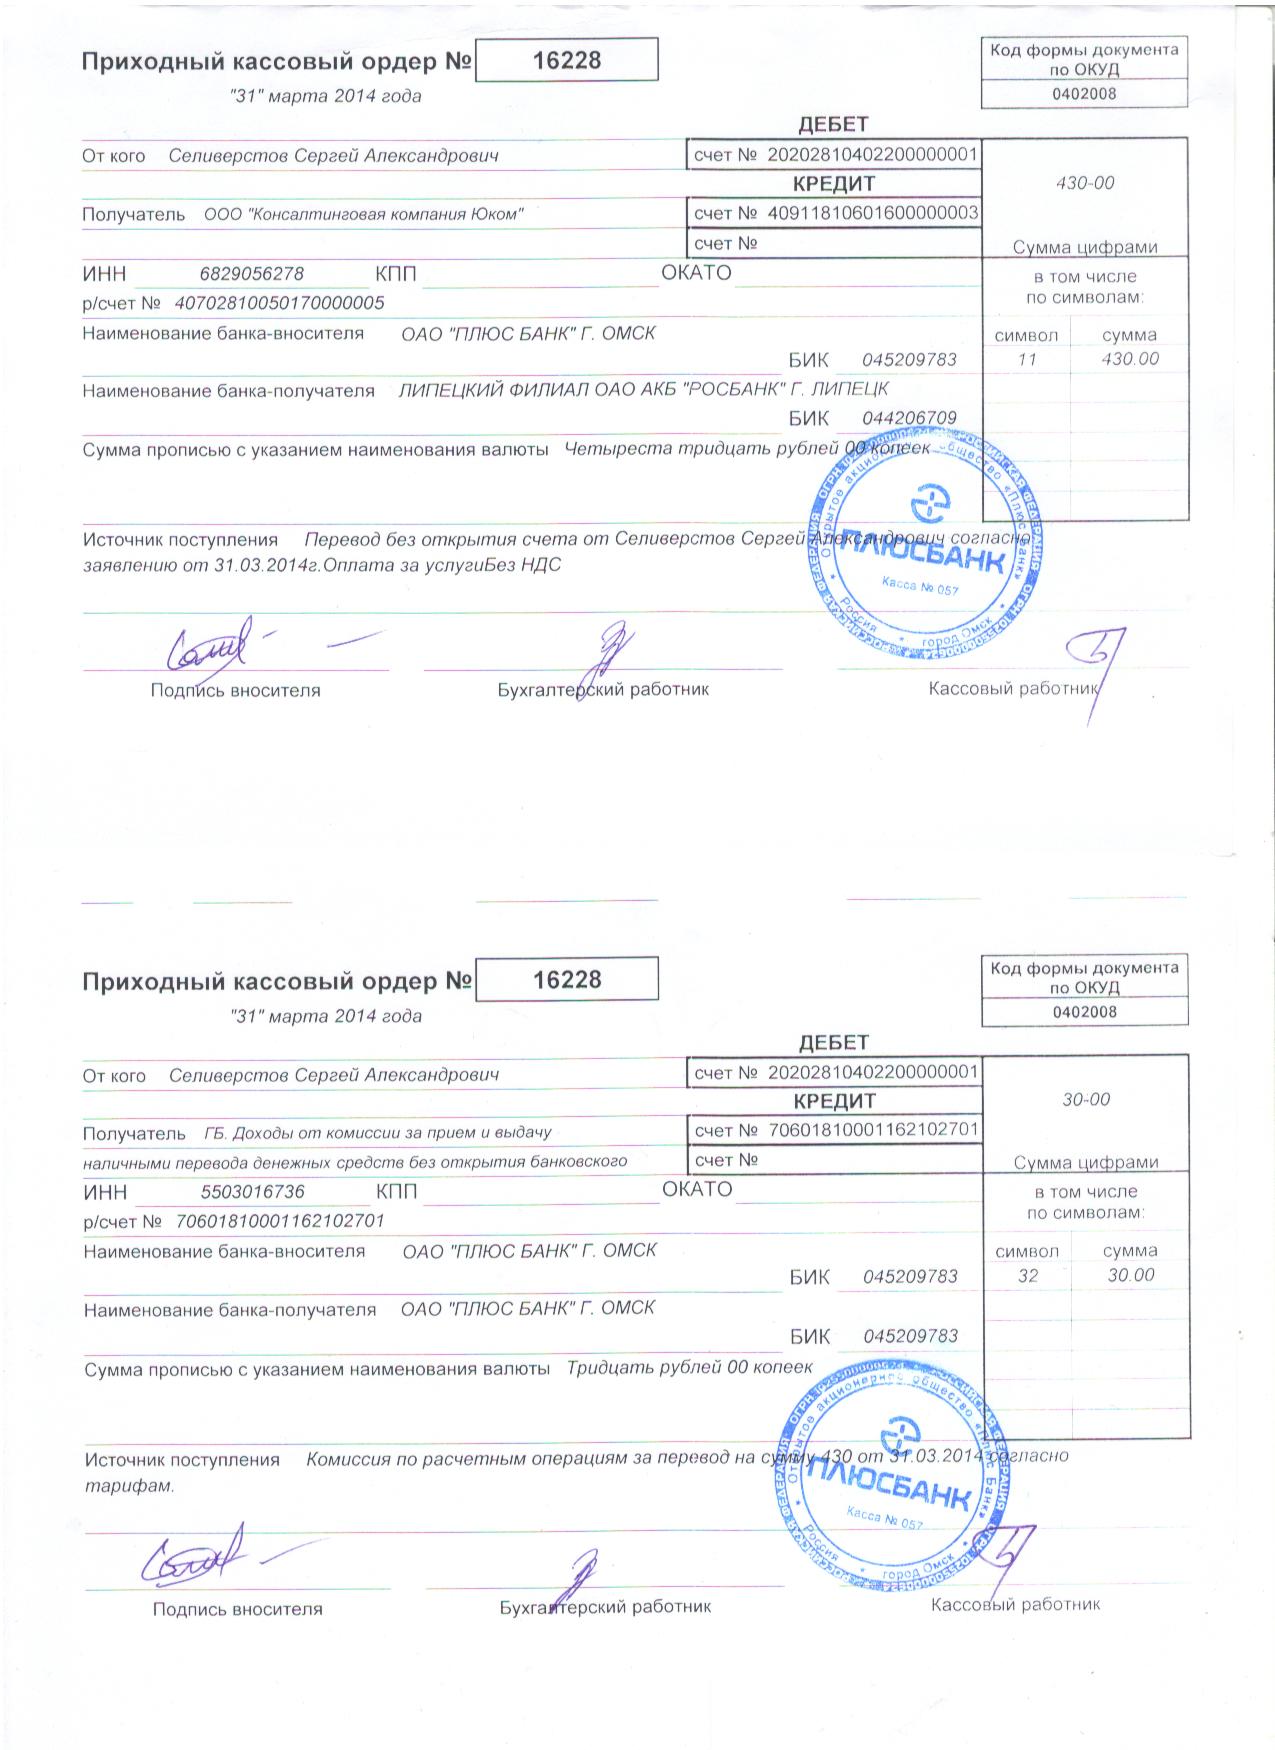 Приходный кассовый ордер № 16228
Код формы документа
по ОКУД
0402008
"31" марта 2014 года
ДЕБЕТ
От кого Селиверстов Сергей Александрович
счет № 20202810402200000001
КРЕДИТ
430-00
Получатель ООО "Консалтинговая компания Юком"
счет № 40911810601600000003
счет №
Сумма цифрами
ИНН 6829056278 КПП ОКАТО
в том числе
по символам:
р/счет № 40702810050170000005
Наименование банка-вносителя ОАО "ПЛЮС БАНК" Г. ОМСК
символ сумма
БИК 045209783
11 430.00
Наименование банка-получателя ЛИПЕЦКИЙ ФИЛИАЛ ОАО АКБ "РОСБАНК" Г. ЛИПЕЦК
БИК 044206709
Сумма прописью с указанием наименования валюты Четыреста тридцать рублей 00 копеек
Источник поступления Перевод без открытия счета от Селиверстов Сергей Александрович согласно
заявлению от 31.03.2014г.Оплата за услугиБез НДС
Открытое акционерное общество «Плюс Банк»
ПЛЮСБАНК
Касса № 057
Россия город Омск
Подпись вносителя Бухгалтерский работник Кассовый работник
Приходный кассовый ордер № 16228
Код формы документа
по ОКУД
0402008
"31" марта 2014 года
ДЕБЕТ
От кого Селиверстов Сергей Александрович
счет № 20202810402200000001
КРЕДИТ
30-00
Получатель ГБ. Доходы от комиссии за прием и выдачу
счет № 70601810001162102701
наличными перевода денежных средств без открытия банковского
счет №
Сумма цифрами
ИНН 5503016736 КПП ОКАТО
в том числе
по символам:
р/счет № 70601810001162102701
Наименование банка-вносителя ОАО "ПЛЮС БАНК" Г. ОМСК
символ сумма
БИК 045209783
32 30.00
Наименование банка-получателя ОАО "ПЛЮС БАНК" Г. ОМСК
БИК 045209783
Сумма прописью с указанием наименования валюты Тридцать рублей 00 копеек
Источник поступления Комиссия по расчетным операциям за перевод на сумму 430 от 31.03.2014 согласно
тарифам.
Открытое акционерное общество «Плюс Банк»
ПЛЮСБАНК
Касса № 057
Россия город Омск
Подпись вносителя Бухгалтерский работник Кассовый работник